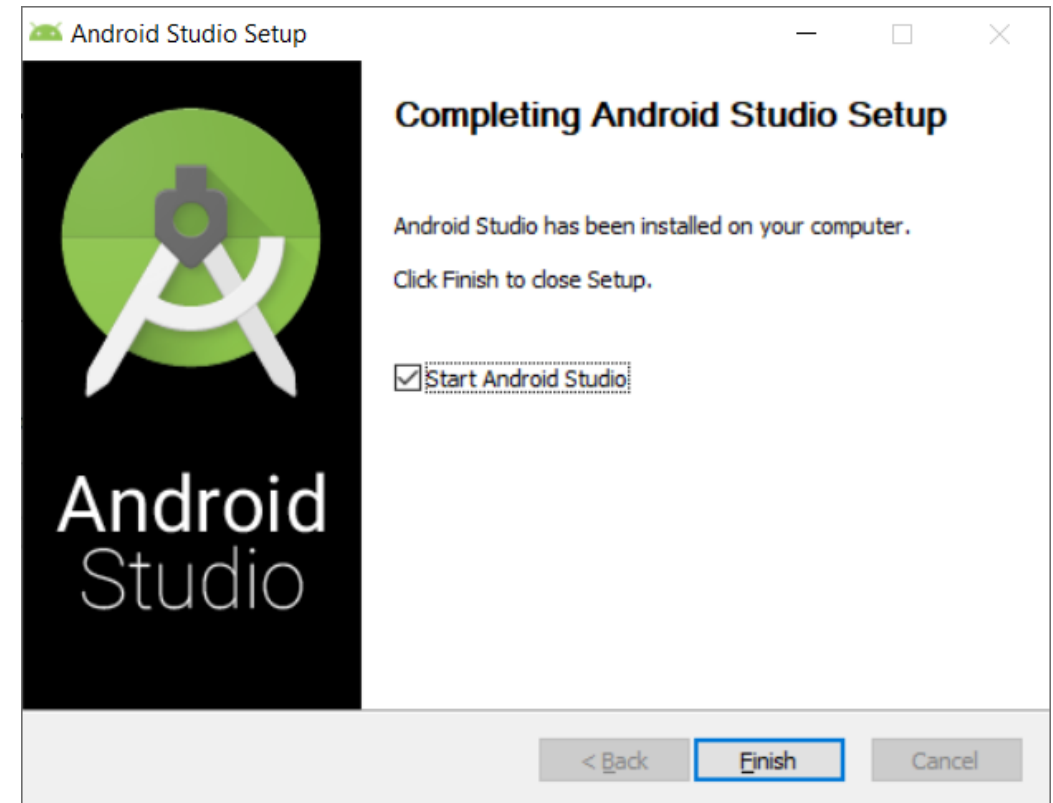 Android Studio Setup
Completing Android Studio Setup
Android Studio has been installed on your computer.
Click Finish to close Setup.
Start Android Studio
Android
Studio
< Back
Finish
Cancel